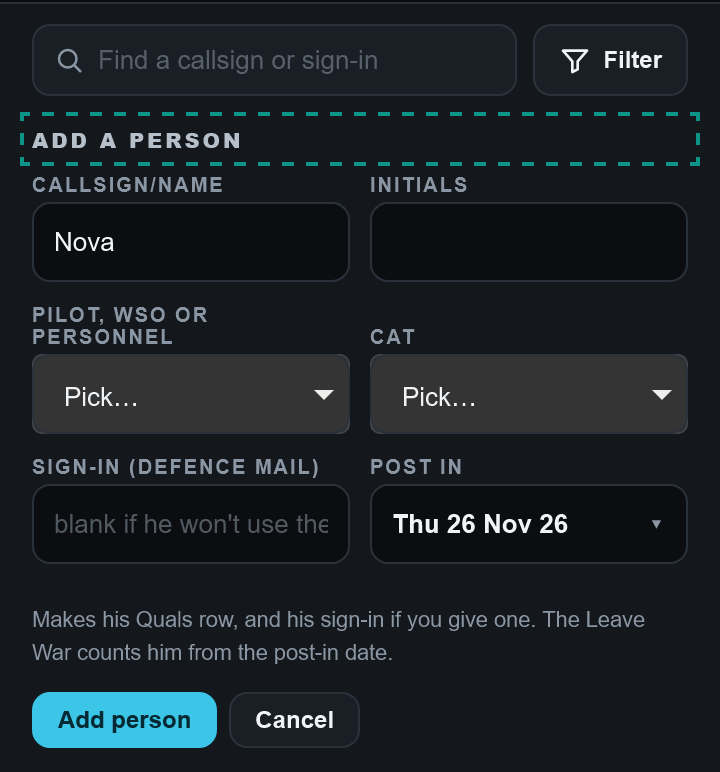 Find a callsign or sign-in
Filter
ADD A PERSON
CALLSIGN/NAME
INITIALS
Nova
PILOT, WSO OR
PERSONNEL
CAT
Pick…
Pick…
SIGN-IN (DEFENCE MAIL)
POST IN
blank if he won't use the
Thu 26 Nov 26
Makes his Quals row, and his sign-in if you give one. The Leave
War counts him from the post-in date.
Add person
Cancel